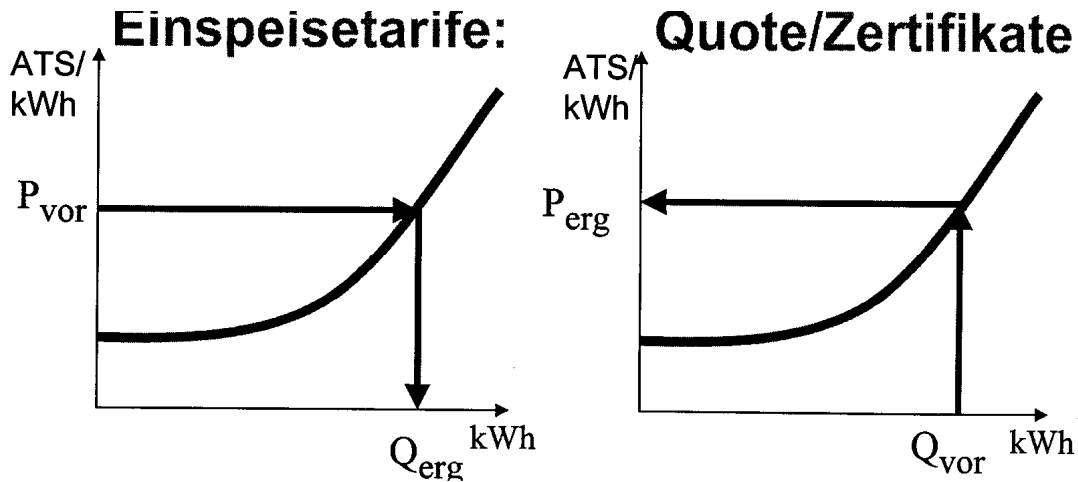 Einspeisetarife:
ATS/
kWh
P_vor
Q_erg
kWh
Quote/Zertifikate
ATS/
kWh
P_erg
Q_vor
kWh